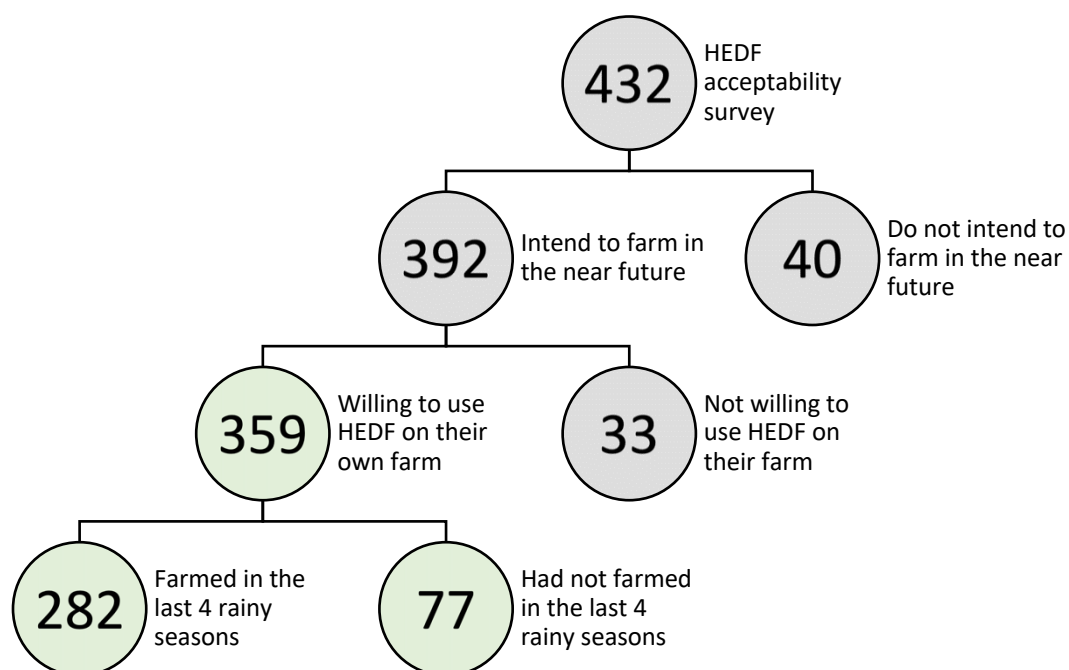 432
HEDF
acceptability
survey
392
Intend to farm in
the near future
40
Do not intend to
farm in the near
future
359
Willing to use
HEDF on their
own farm
33
Not willing to
use HEDF on
their farm
282
Farmed in the
last 4 rainy
seasons
77
Had not farmed
in the last 4
rainy seasons